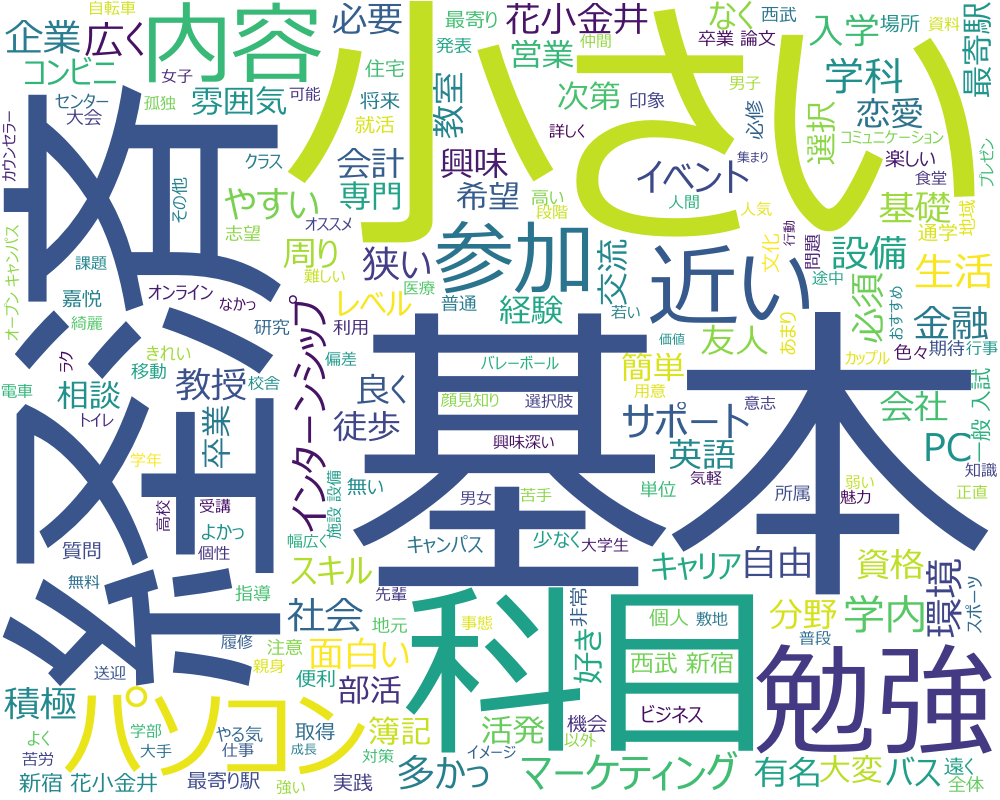 自転車
企業
広く
内容
小さい
必要
最寄り
花小金井
なく
西武
入学
場所
資料
最寄駅
コンビニ
女子
発表
営業
卒業 論文
学科
仲間
住宅
センター
大会
孤独
可能
雰囲気
将来
教室
次第
印象
男子
選択
恋愛
カウンセラー
就活
詳しく
必修
コミュニケーション
クラス
会計
興味
集まり
楽しい
食堂
プレゼン
経済
その他
やすい
専門
希望
高い
段階
イベント
人間
人気
基礎
地域
志望
オススメ
オープン キャンパス
課題
周り
難しい
狭い
参加
交流
近い
文化
行動
問題
設備
通学
生活
嘉悦
オンライン
なかっ
レベル
医療
普通
経験
若い
途中
必須
おすすめ
綺麗
研究
利用
友人
あまり
金融
きれい
偏差
インターンシップ
基本
価値
色々
期待
行事
電車
ラク
移動
校舎
バレーボール
簡単
カップル
相談
教授
良く
顔見知り
選択肢
用意
意志
会社
一般 入試
トイレ
卒業
徒歩
サポート
興味深い
英語
気軽
PC
知識
学年
高校
受講
施設 設備
無い
男女
苦手
単位
所属
魅力
弱い
正直
質問
よかっ
個性
幅広く
キャンパス
少なく
大学生
無料
指導
スキル
科目
キャリア
自由
資格
環境
スポーツ
履修
社会
先輩
非常
個人
敷地
分野
学内
注意
地元
事態
好き
普段
送迎
親身
面白い
西武 新宿
勉強
積極
パソコン
便利
部活
簿記
活発
機会
ビジネス
よく
学部
やる気
取得
以外
苦労
大手
仕事
成長
対策
イメージ
マーケティング
有名
大変
バス
遠く
新宿 花小金井
最寄り駅
強い
実践
多かっ
全体